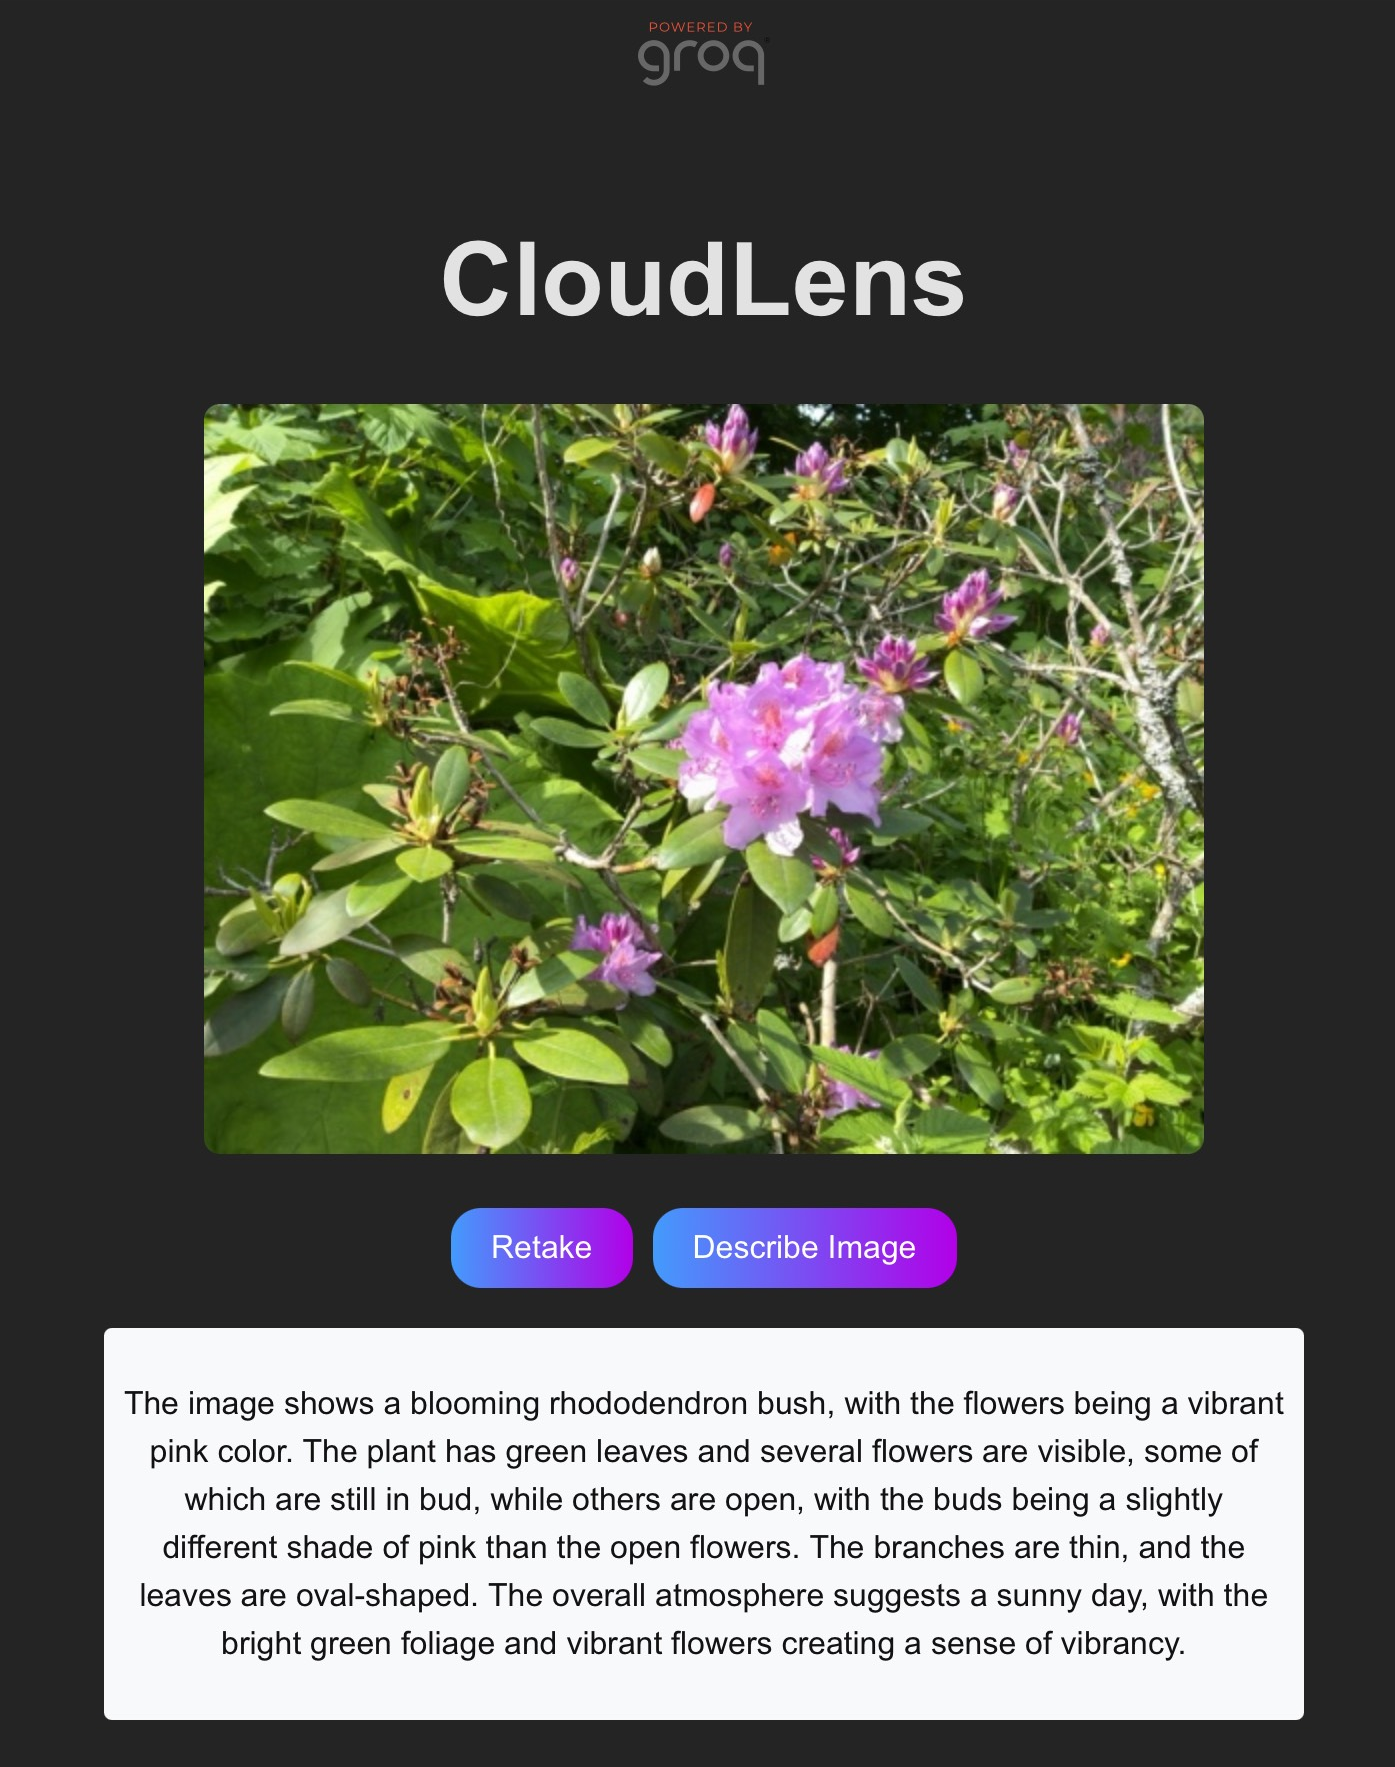 POWERED BY
groq
CloudLens
Retake
Describe Image
The image shows a blooming rhododendron bush, with the flowers being a vibrant
pink color. The plant has green leaves and several flowers are visible, some of
which are still in bud, while others are open, with the buds being a slightly
different shade of pink than the open flowers. The branches are thin, and the
leaves are oval-shaped. The overall atmosphere suggests a sunny day, with the
bright green foliage and vibrant flowers creating a sense of vibrancy.